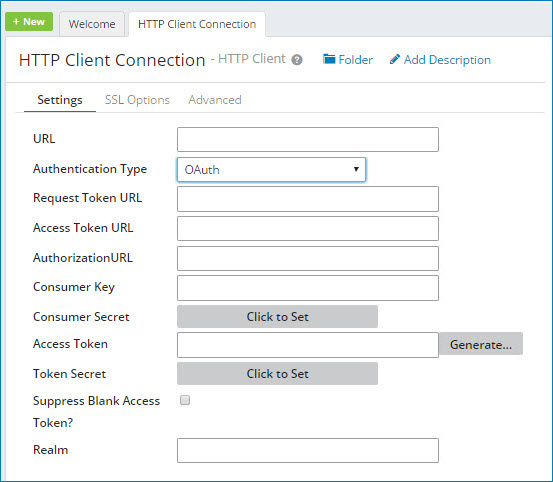 + New Welcome HTTP Client Connection
HTTP Client Connection - HTTP Client ? Folder Add Description
Settings SSL Options Advanced
URL
Authentication Type OAuth
Request Token URL
Access Token URL
AuthorizationURL
Consumer Key
Consumer Secret Click to Set
Access Token Generate...
Token Secret Click to Set
Suppress Blank Access
Token?
Realm